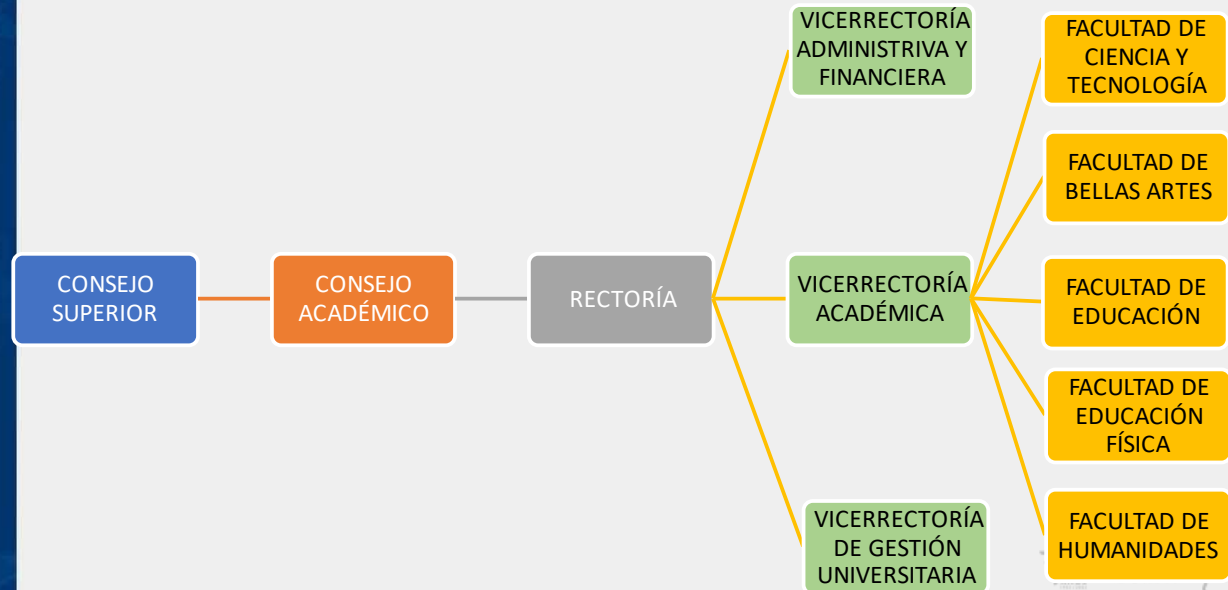 CONSEJO
SUPERIOR
CONSEJO
ACADÉMICO
RECTORÍA
VICERRECTORÍA
ADMINISTRIVA Y
FINANCIERA
VICERRECTORÍA
ACADÉMICA
VICERRECTORÍA
DE GESTIÓN
UNIVERSITARIA
FACULTAD DE
CIENCIA Y
TECNOLOGÍA
FACULTAD DE
BELLAS ARTES
FACULTAD DE
EDUCACIÓN
FACULTAD DE
EDUCACIÓN
FÍSICA
FACULTAD DE
HUMANIDADES